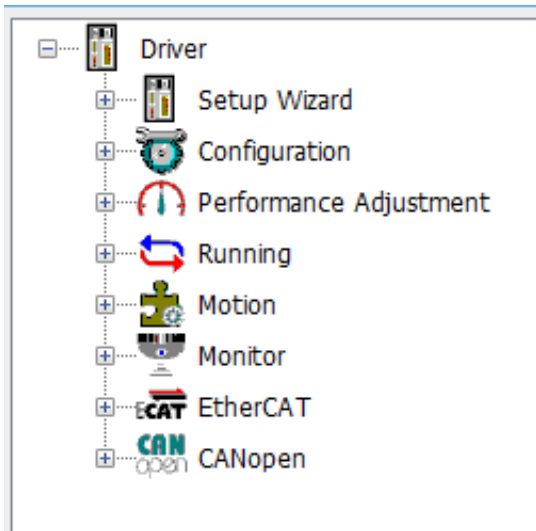 Driver
Setup Wizard
Configuration
Performance Adjustment
Running
Motion
Monitor
ECAT EtherCAT
CAN
open CANopen